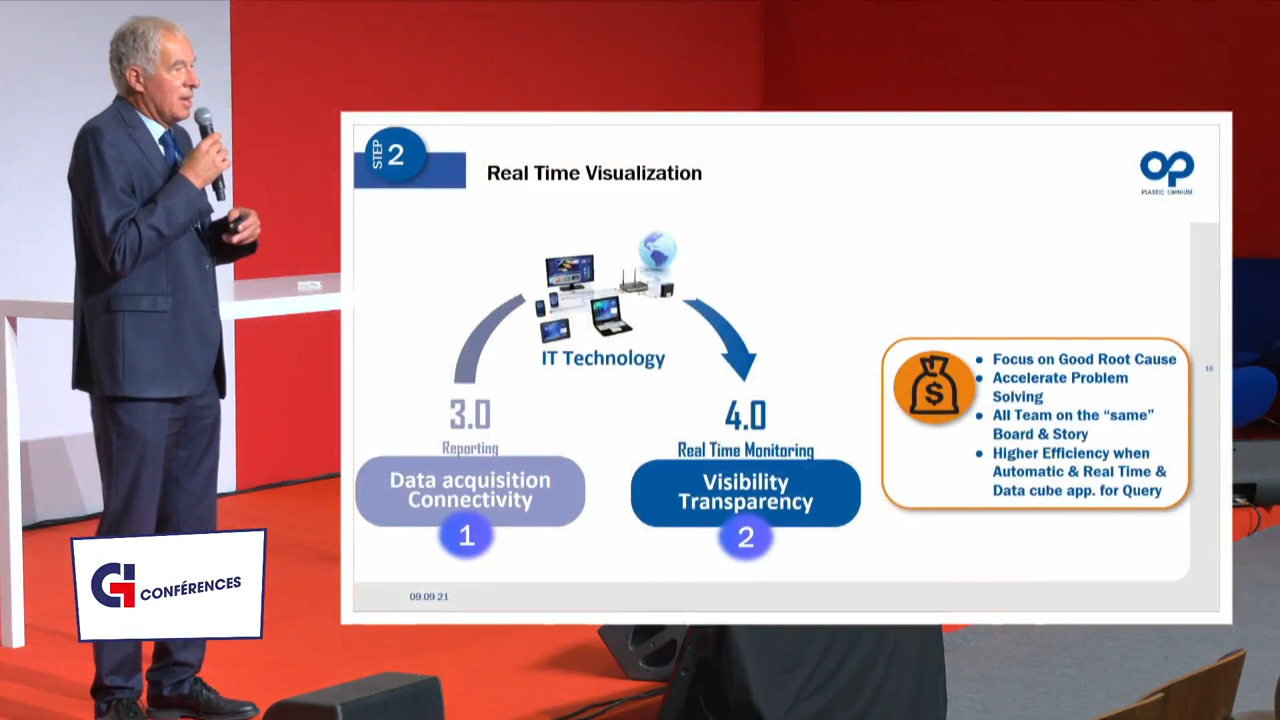 STEP 2
Real Time Visualization
OP
PLASTIC OMNIUM
IT Technology
3.0
Reporting
Data acquisition
Connectivity
1
4.0
Real Time Monitoring
Visibility
Transparency
2
• Focus on Good Root Cause
• Accelerate Problem
Solving
• All Team on the “same”
Board & Story
• Higher Efficiency when
Automatic & Real Time &
Data cube app. for Query
$
16
09.09.21
GI CONFÉRENCES